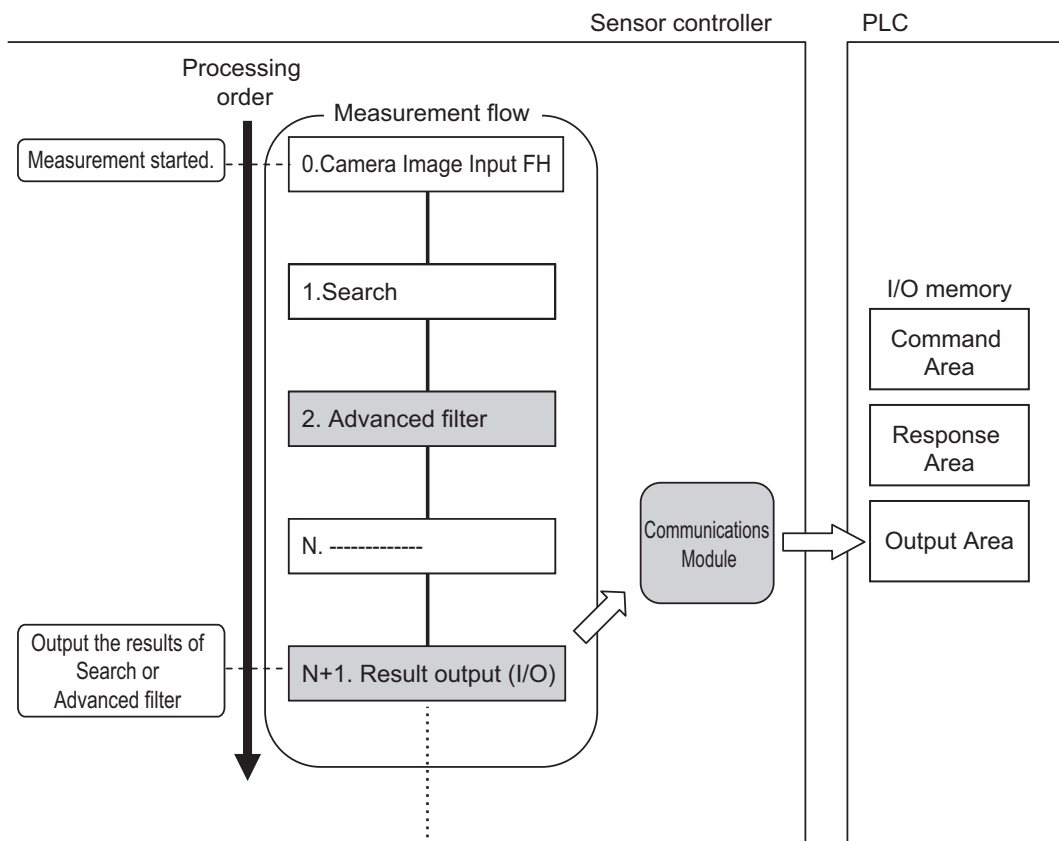 Sensor controller
PLC
Processing
order
Measurement flow
Measurement started.
0.Camera Image Input FH
1.Search
2. Advanced filter
N. -------------
Output the results of
Search or
Advanced filter
N+1. Result output (I/O)
Communications
Module
I/O memory
Command
Area
Response
Area
Output Area